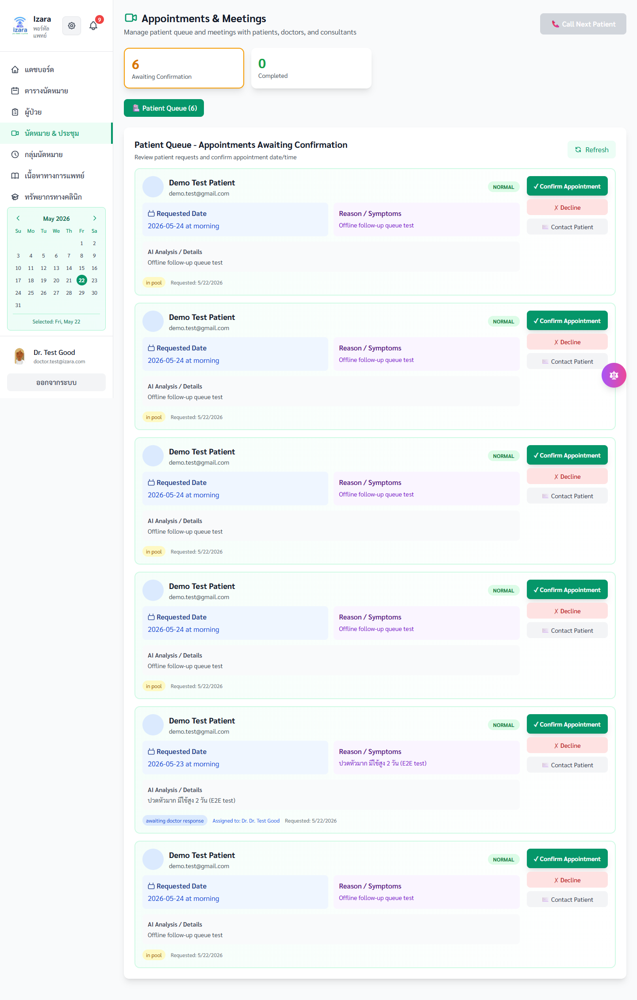 Izara
พอร์ทัล
แพทย์
izara
9
แดชบอร์ด
ตารางนัดหมาย
ผู้ป่วย
นัดหมาย & ประชุม
กลุ่มนัดหมาย
เนื้อหาทางการแพทย์
ทรัพยากรทางคลินิก
May 2026
Su Mo Tu We Th Fr Sa
1 2
3 4 5 6 7 8 9
10 11 12 13 14 15 16
17 18 19 20 21 22 23
24 25 26 27 28 29 30
31
Selected: Fri, May 22
Dr. Test Good
doctor.test@izara.com
ออกจากระบบ
Appointments & Meetings
Manage patient queue and meetings with patients, doctors, and consultants
Call Next Patient
6
Awaiting Confirmation
0
Completed
Patient Queue (6)
Patient Queue - Appointments Awaiting Confirmation
Review patient requests and confirm appointment date/time
Refresh
Demo Test Patient
demo.test@gmail.com
NORMAL
✓ Confirm Appointment
✗ Decline
Contact Patient
Requested Date
2026-05-24 at morning
Reason / Symptoms
Offline follow-up queue test
AI Analysis / Details
Offline follow-up queue test
in pool Requested: 5/22/2026
Demo Test Patient
demo.test@gmail.com
NORMAL
✓ Confirm Appointment
✗ Decline
Contact Patient
Requested Date
2026-05-24 at morning
Reason / Symptoms
Offline follow-up queue test
AI Analysis / Details
Offline follow-up queue test
in pool Requested: 5/22/2026
Demo Test Patient
demo.test@gmail.com
NORMAL
✓ Confirm Appointment
✗ Decline
Contact Patient
Requested Date
2026-05-24 at morning
Reason / Symptoms
Offline follow-up queue test
AI Analysis / Details
Offline follow-up queue test
in pool Requested: 5/22/2026
Demo Test Patient
demo.test@gmail.com
NORMAL
✓ Confirm Appointment
✗ Decline
Contact Patient
Requested Date
2026-05-24 at morning
Reason / Symptoms
Offline follow-up queue test
AI Analysis / Details
Offline follow-up queue test
in pool Requested: 5/22/2026
Demo Test Patient
demo.test@gmail.com
NORMAL
✓ Confirm Appointment
✗ Decline
Contact Patient
Requested Date
2026-05-23 at morning
Reason / Symptoms
ปวดหัวมาก มีไข้สูง 2 วัน (E2E test)
AI Analysis / Details
ปวดหัวมาก มีไข้สูง 2 วัน (E2E test)
awaiting doctor response Assigned to: Dr. Dr. Test Good Requested: 5/22/2026
Demo Test Patient
demo.test@gmail.com
NORMAL
✓ Confirm Appointment
✗ Decline
Contact Patient
Requested Date
2026-05-24 at morning
Reason / Symptoms
Offline follow-up queue test
AI Analysis / Details
Offline follow-up queue test
in pool Requested: 5/22/2026